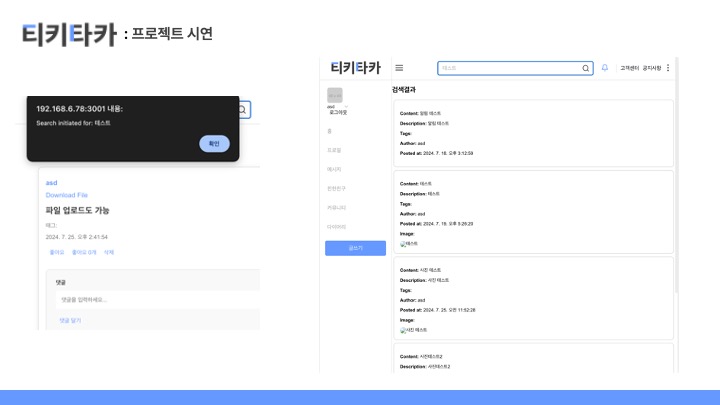 티키타카 : 프로젝트 시연
192.168.6.78:3001 내용:
Search initiated for: 테스트
확인
asd
Download File
파일 업로드도 가능
태그:
2024. 7. 25. 오후 2:41:54
좋아요 좋아요 0개 삭제
댓글
댓글을 입력하세요...
댓글 달기
티키타카
테스트
고객센터 공지사항
asd
로그아웃
홈
프로필
메시지
친한친구
커뮤니티
다이어리
글쓰기
검색결과
Content: 알림 테스트
Description: 알림 테스트
Tags:
Author: asd
Posted at: 2024. 7. 18. 오후 3:12:59
Content: 테스트
Description: 테스트
Tags:
Author: asd
Posted at: 2024. 7. 19. 오후 5:26:20
Image:
테스트
Content: 사진 테스트
Description: 사진 테스트
Tags:
Author: asd
Posted at: 2024. 7. 25. 오전 11:52:28
Image:
사진 테스트
Content: 사진테스트2
Description: 사진테스트2